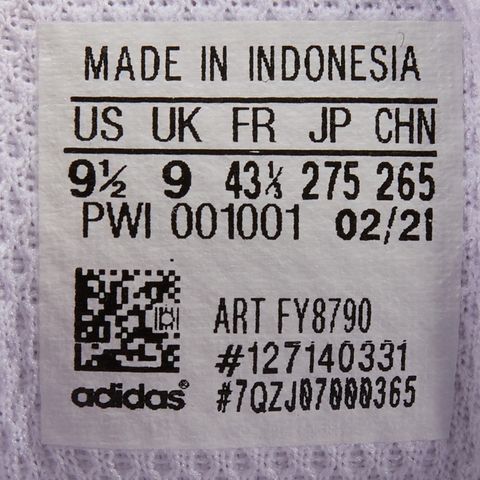 MADE IN INDONESIA
US UK FR JP CHN
9½ 9 43⅓ 275 265
PWI 001001 02/21
ART FY8790
#127140331
#7QZJ07000365
adidas®